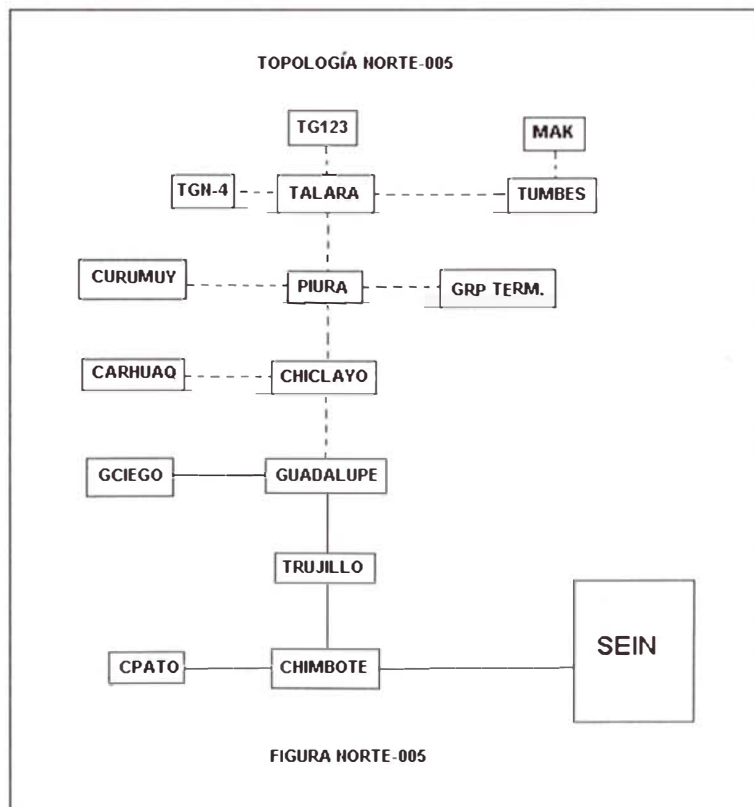 TOPOLOGÍA NORTE-005
TG123
MAK
TGN-4
TALARA
TUMBES
CURUMUY
PIURA
GRP TERM.
CARHUAQ
CHICLAYO
GCIEGO
GUADALUPE
TRUJILLO
SEIN
CPATO
CHIMBOTE
FIGURA NORTE-005